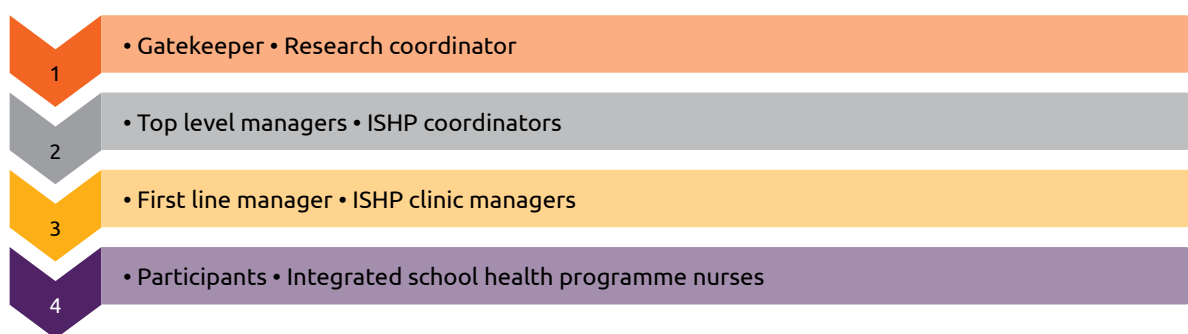 • Gatekeeper • Research coordinator
1
• Top level managers • ISHP coordinators
2
• First line manager • ISHP clinic managers
3
• Participants • Integrated school health programme nurses
4